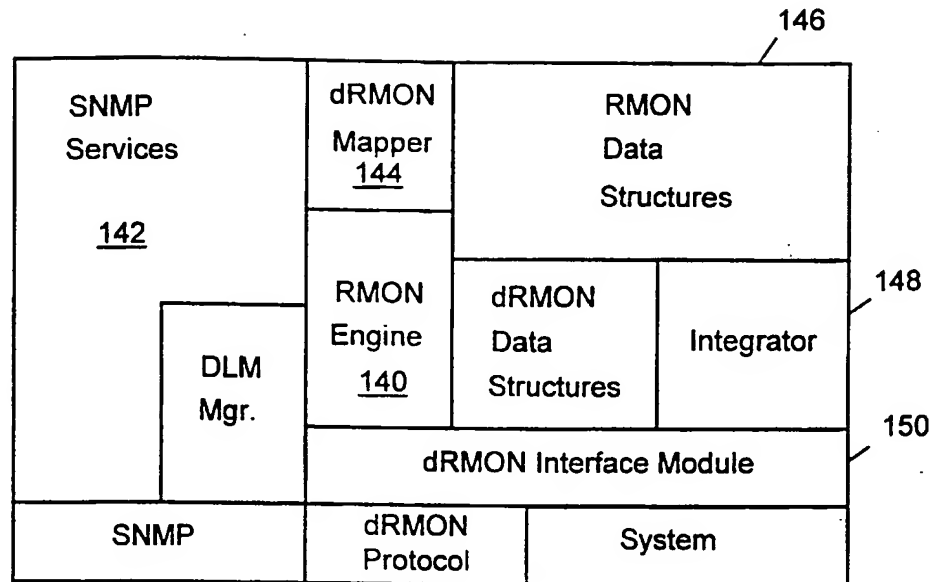 146
SNMP
Services
142
dRMON
Mapper
144
RMON
Data
Structures
RMON
Engine
140
dRMON
Data
Structures
Integrator
148
DLM
Mgr.
150
dRMON Interface Module
SNMP
dRMON
Protocol
System